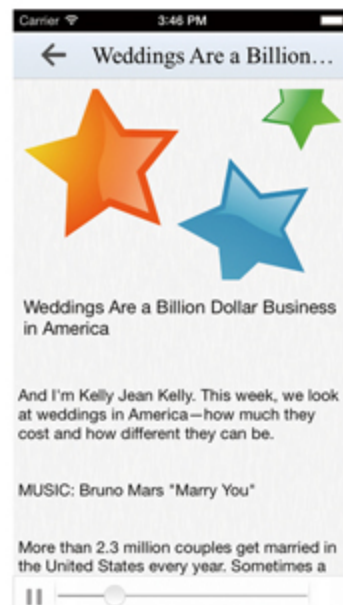 Carrier 3:46 PM
Weddings Are a Billion...
Weddings Are a Billion Dollar Business
in America
And I'm Kelly Jean Kelly. This week, we look
at weddings in America—how much they
cost and how different they can be.
MUSIC: Bruno Mars "Marry You"
More than 2.3 million couples get married in
the United States every year. Sometimes a